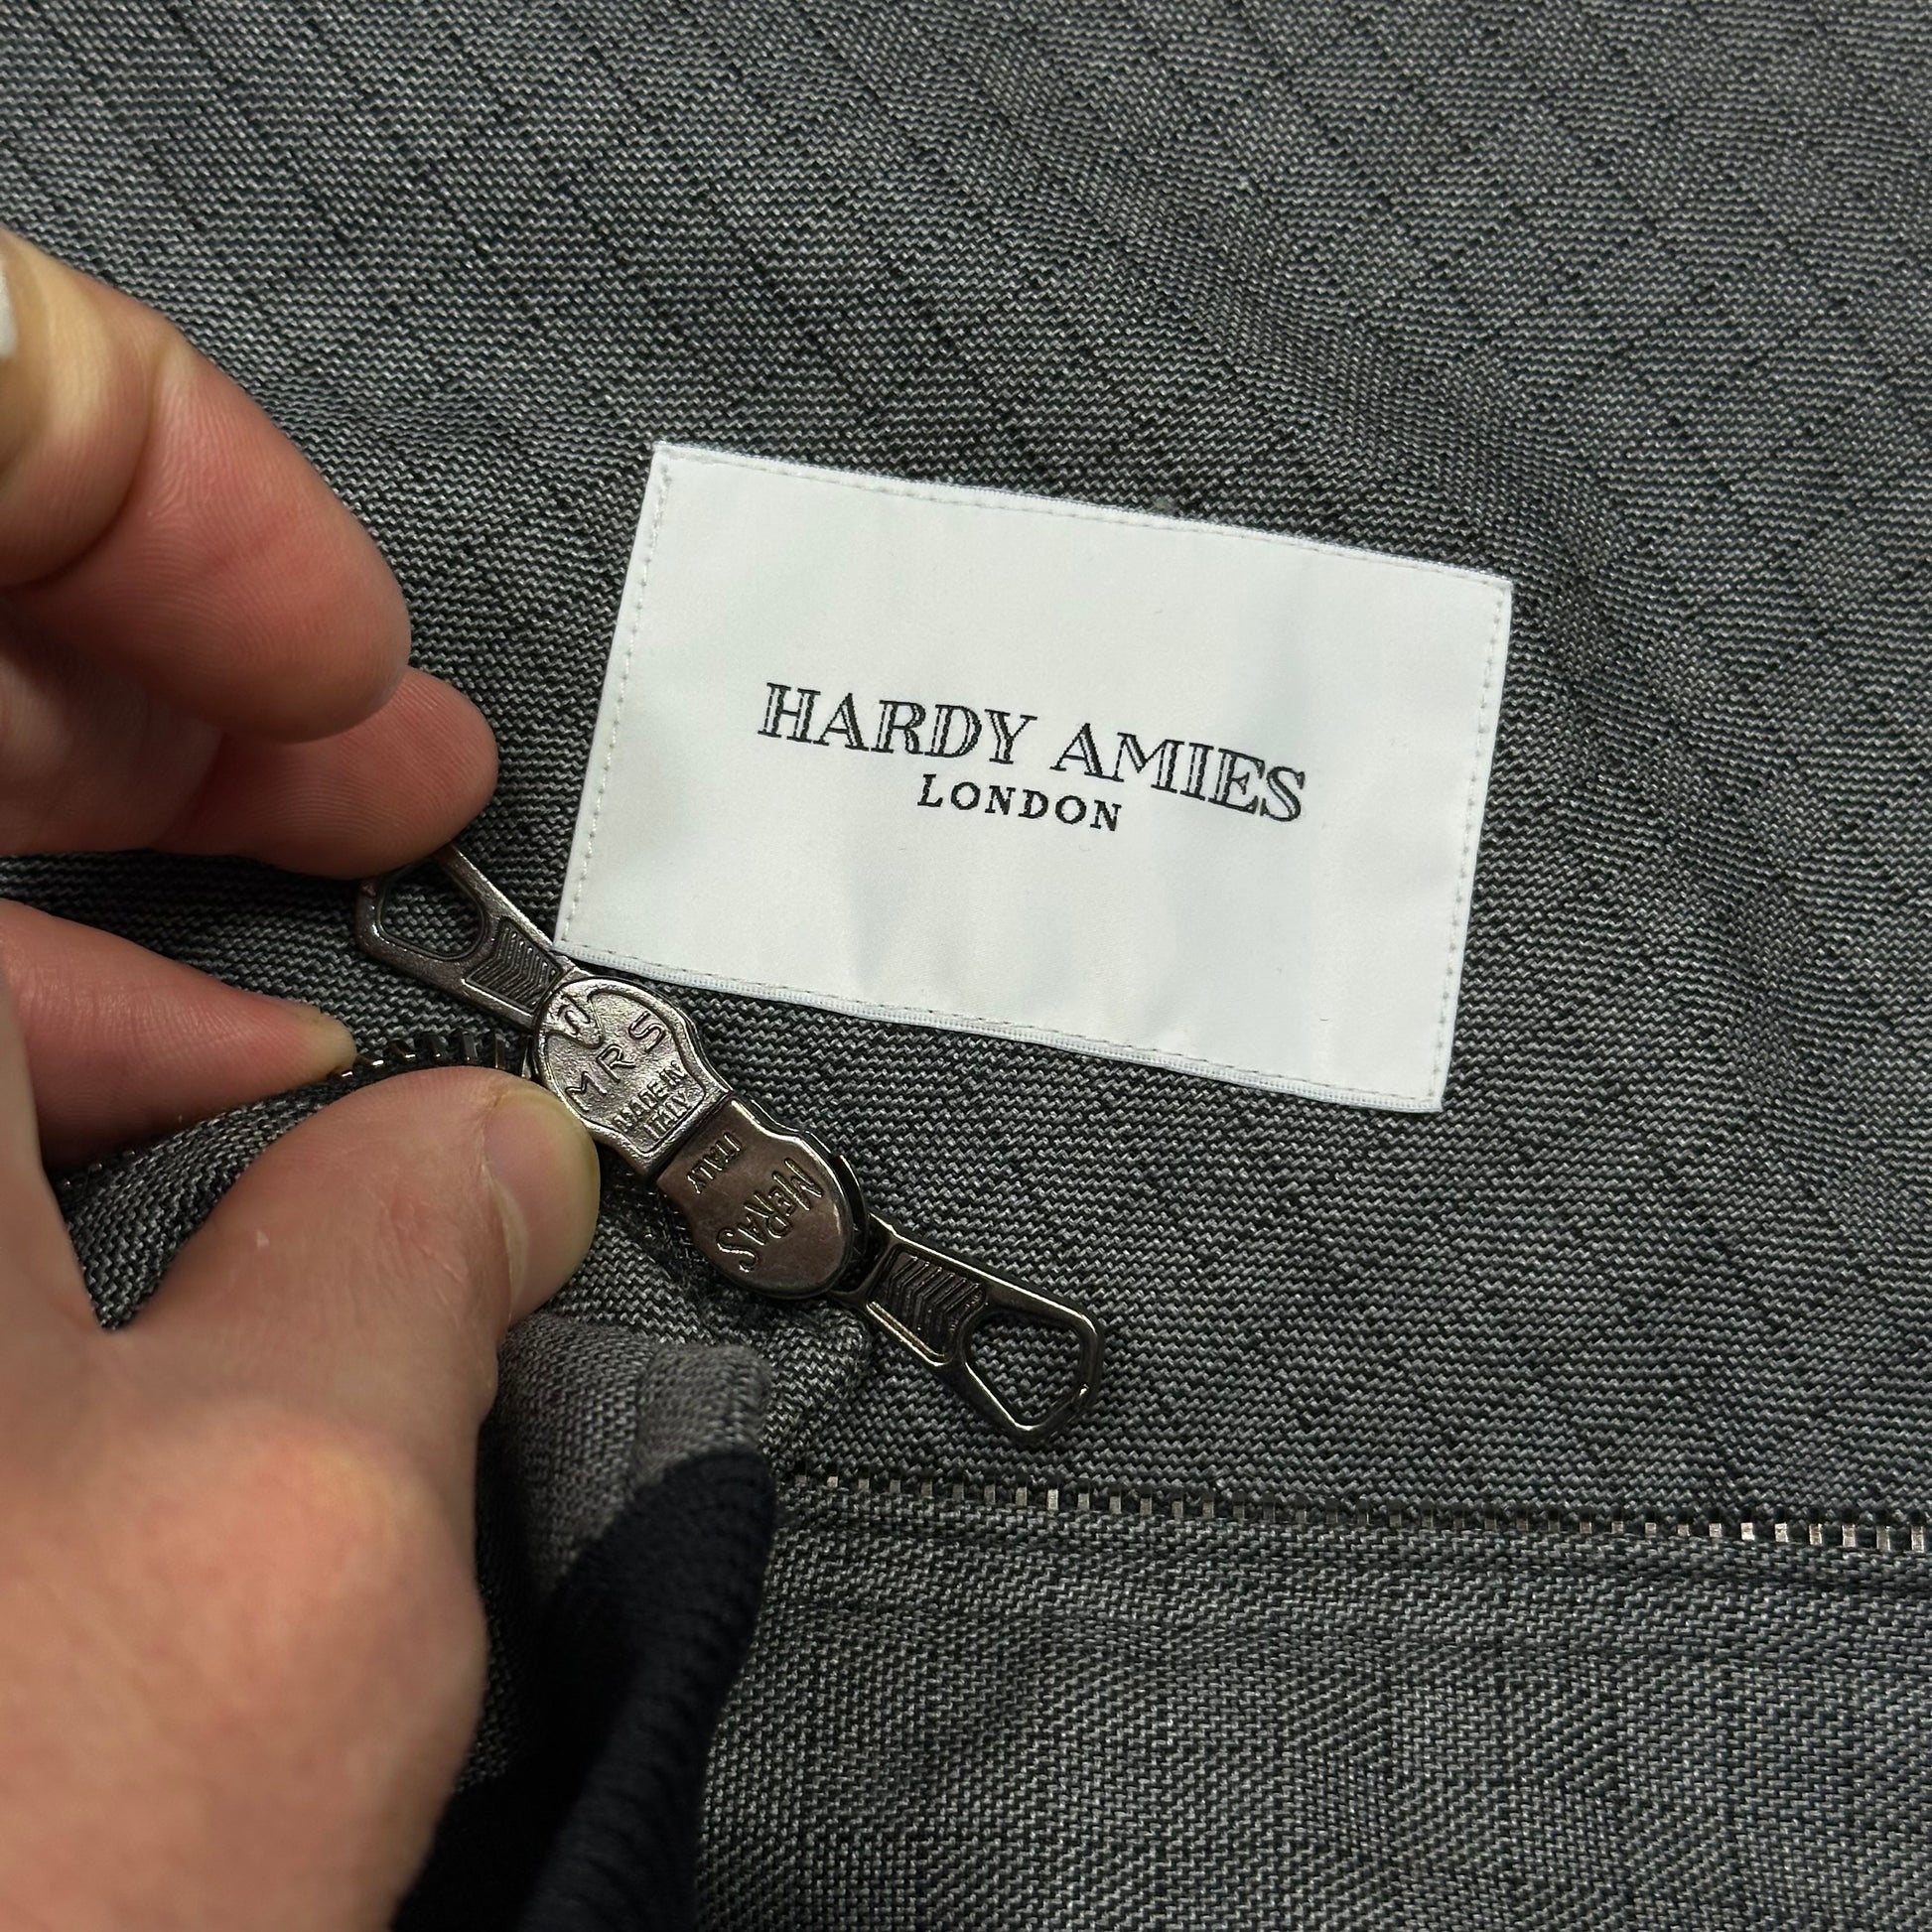 HARDY AMIES
LONDON
MRS
MADE IN
ITALY
ITALY
MERAS